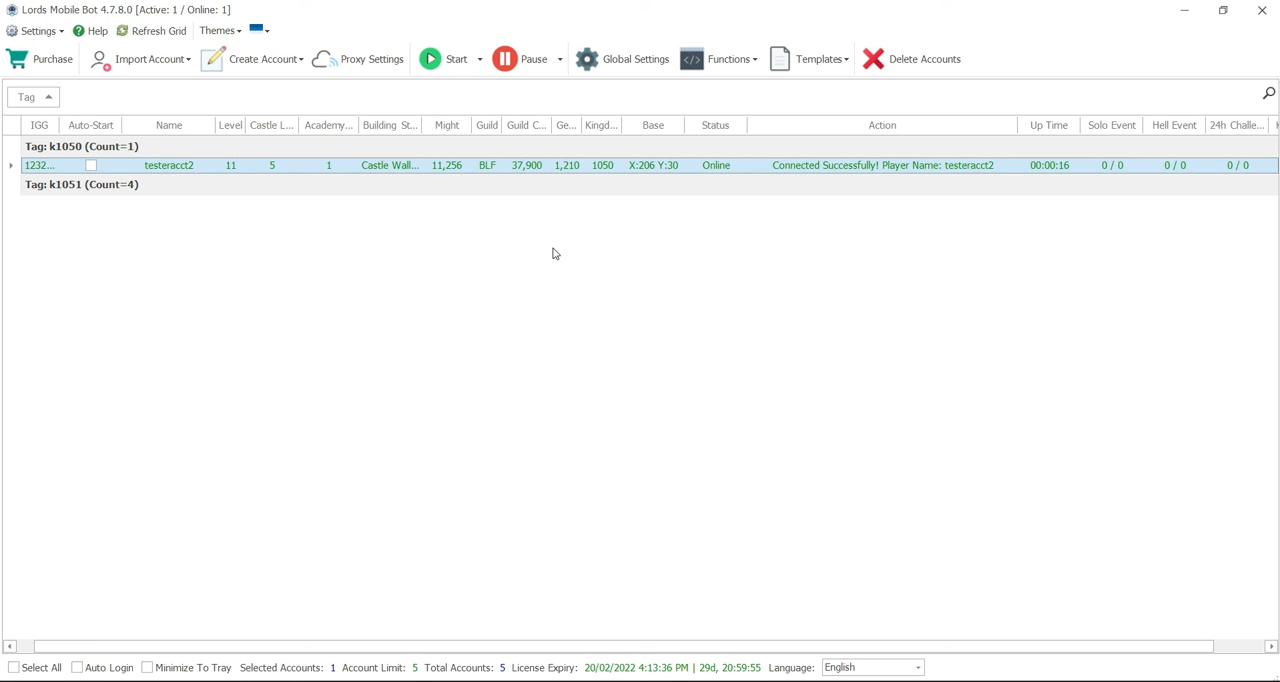 Lords Mobile Bot 4.7.8.0 [Active: 1 / Online: 1]
Settings Help Refresh Grid Themes
Purchase Import Account Create Account Proxy Settings Start Pause Global Settings Functions Templates Delete Accounts
Tag
IGG Auto-Start Name Level Castle L... Academy... Building St... Might Guild Guild C... Ge... Kingd... Base Status Action Up Time Solo Event Hell Event 24h Challe...
Tag: k1050 (Count=1)
1232... testeracct2 11 5 1 Castle Wall... 11,256 BLF 37,900 1,210 1050 X:206 Y:30 Online Connected Successfully! Player Name: testeracct2 00:00:16 0 / 0 0 / 0 0 / 0
Tag: k1051 (Count=4)
Select All Auto Login Minimize To Tray Selected Accounts: 1 Account Limit: 5 Total Accounts: 5 License Expiry: 20/02/2022 4:13:36 PM | 29d, 20:59:55 Language: English